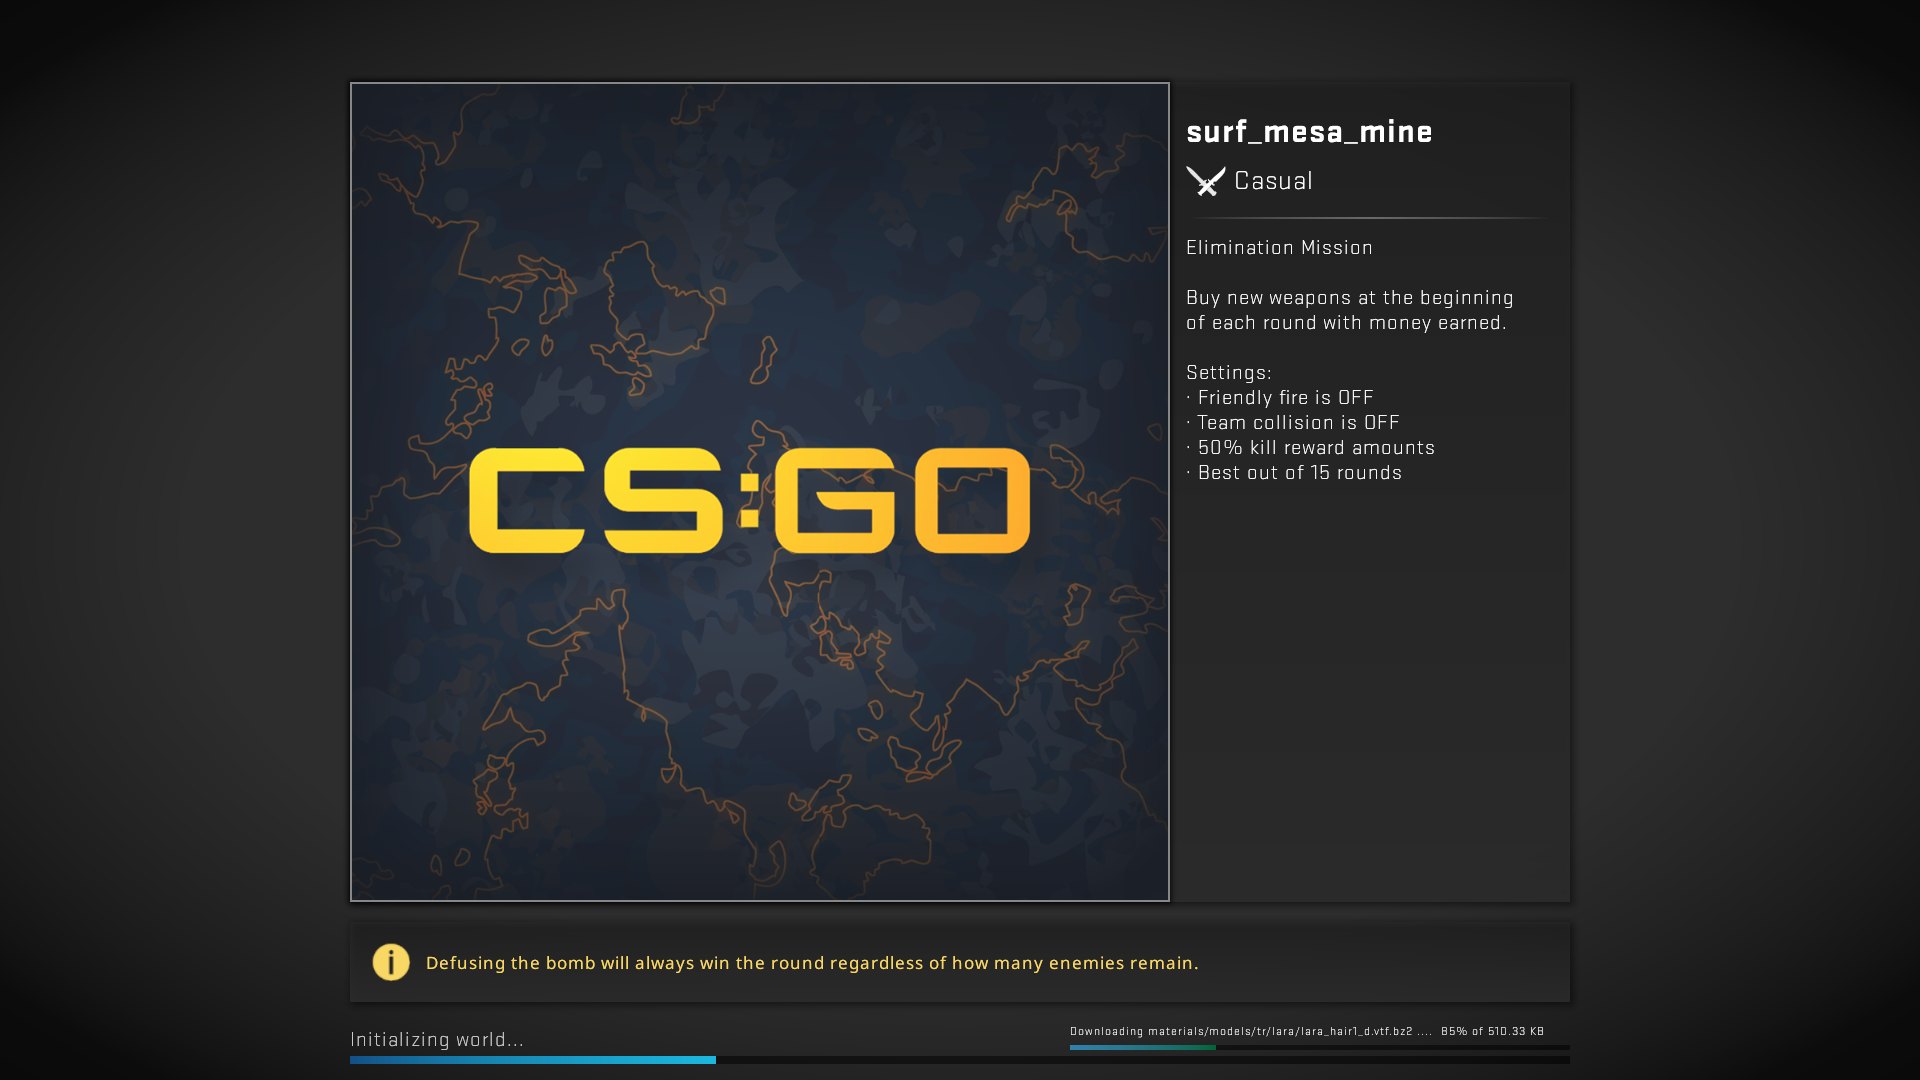 surf_mesa_mine
Casual
Elimination Mission
Buy new weapons at the beginning
of each round with money earned.
Settings:
· Friendly fire is OFF
· Team collision is OFF
· 50% kill reward amounts
· Best out of 15 rounds
CS:GO
Defusing the bomb will always win the round regardless of how many enemies remain.
Initializing world...
Downloading materials/models/tr/lara/lara_hair1_d.vtf.bz2 .... 85% of 510.33 KB